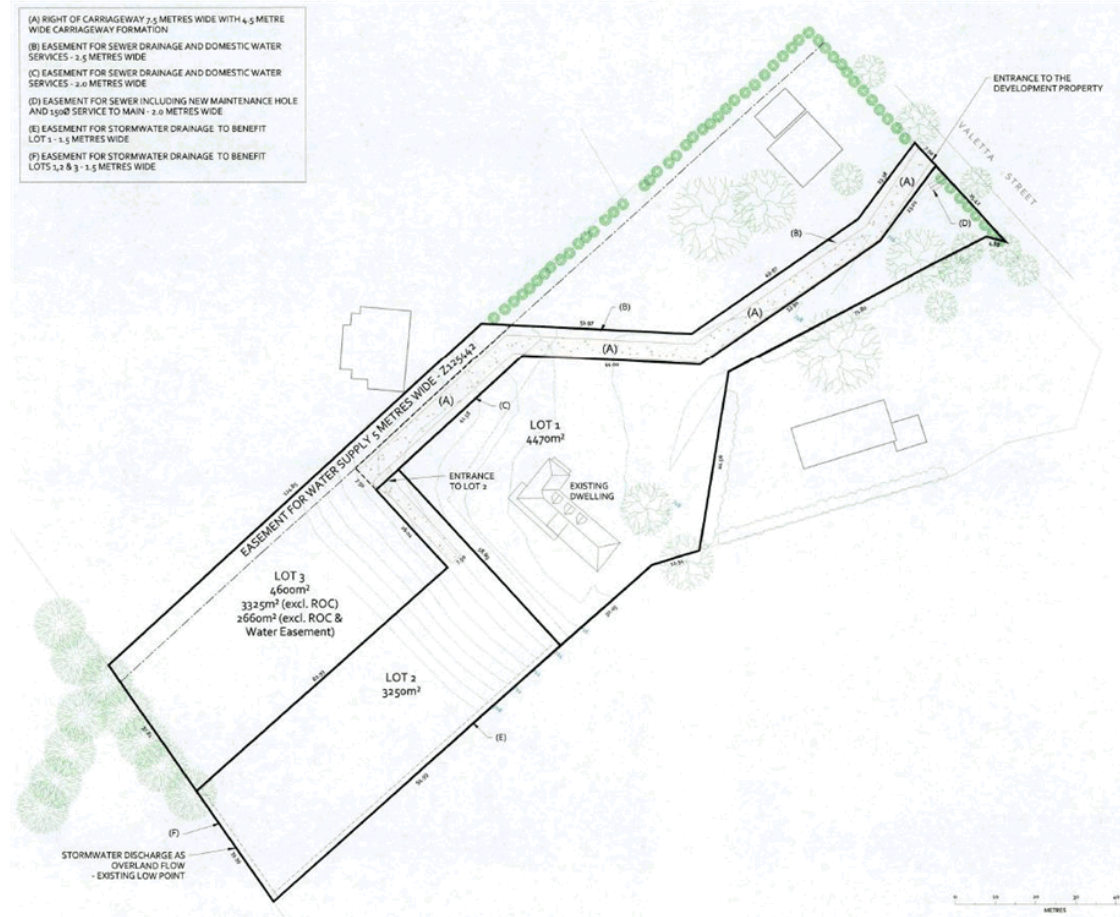 (A) RIGHT OF CARRIAGEWAY 7.5 METRES WIDE WITH 4.5 METRE
WIDE CARRIAGEWAY FORMATION
(B) EASEMENT FOR SEWER DRAINAGE AND DOMESTIC WATER
SERVICES - 2.5 METRES WIDE
(C) EASEMENT FOR SEWER DRAINAGE AND DOMESTIC WATER
SERVICES - 2.0 METRES WIDE
(D) EASEMENT FOR SEWER INCLUDING NEW MAINTENANCE HOLE
AND 150Ø SERVICE TO MAIN - 2.0 METRES WIDE
(E) EASEMENT FOR STORMWATER DRAINAGE TO BENEFIT
LOT 1 - 1.5 METRES WIDE
(F) EASEMENT FOR STORMWATER DRAINAGE TO BENEFIT
LOTS 1,2 & 3 - 1.5 METRES WIDE
ENTRANCE TO THE
DEVELOPMENT PROPERTY
VALETTA STREET
(A)
(D)
(B)
(B)
(A)
(A)
(A)
(C)
EASEMENT FOR WATER SUPPLY 5 METRES WIDE - Z125442
LOT 1
4470m²
ENTRANCE
TO LOT 2
EXISTING
DWELLING
LOT 3
4600m²
3325m² (excl. ROC)
2660m² (excl. ROC &
Water Easement)
LOT 2
3250m²
(E)
(F)
STORMWATER DISCHARGE AS
OVERLAND FLOW
- EXISTING LOW POINT
METRES